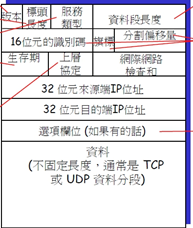 版本 標頭長度 服務類型 資料段長度
16位元的識別碼 旗標 分割偏移量
生存期 上層協定 網際網路檢查和
32 位元來源端IP位址
32 位元目的端IP位址
選項欄位 (如果有的話)
資料
(不固定長度,通常是 TCP
或 UDP 資料分段)